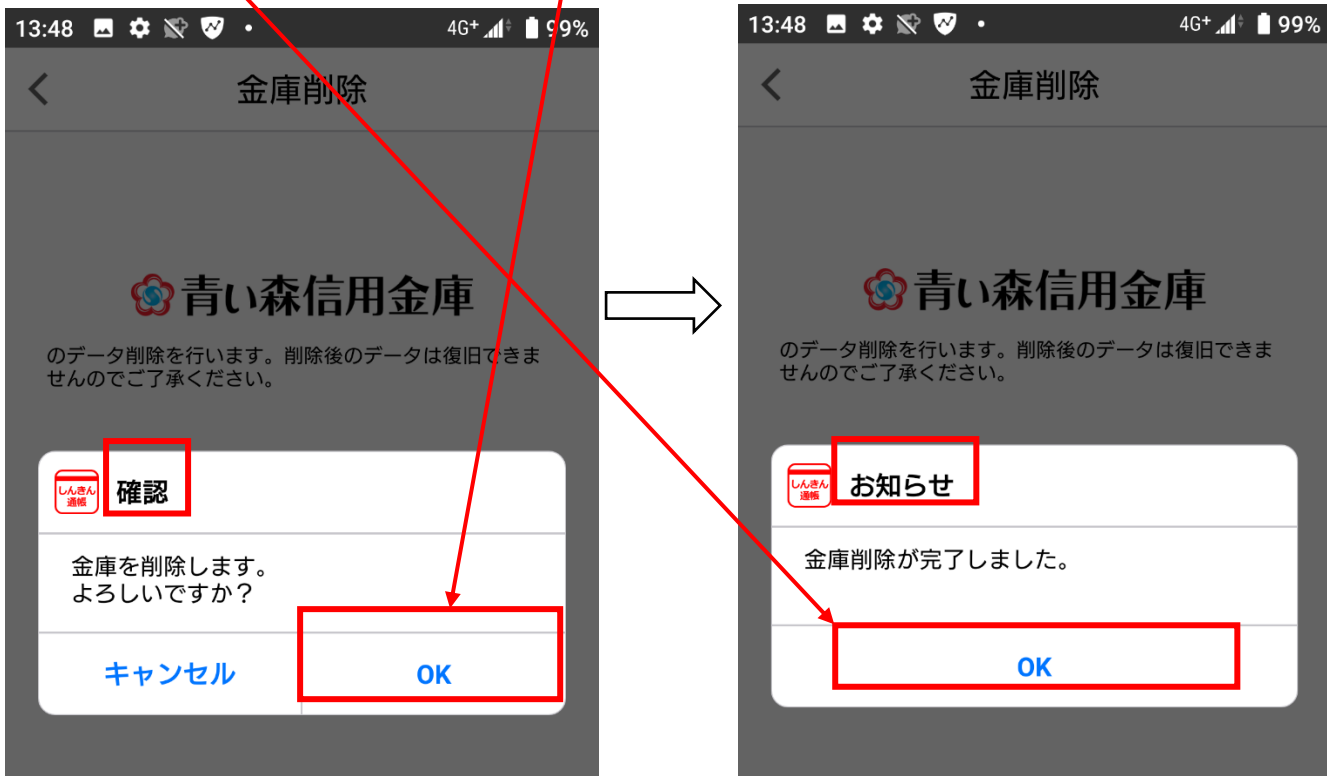 13:48 4G+ 99%
金庫削除
青い森信用金庫
のデータ削除を行います。削除後のデータは復旧できま
せんのでご了承ください。
しんきん
通帳
確認
金庫を削除します。
よろしいですか？
キャンセル OK
13:48 4G+ 99%
金庫削除
青い森信用金庫
のデータ削除を行います。削除後のデータは復旧できま
せんのでご了承ください。
しんきん
通帳
お知らせ
金庫削除が完了しました。
OK